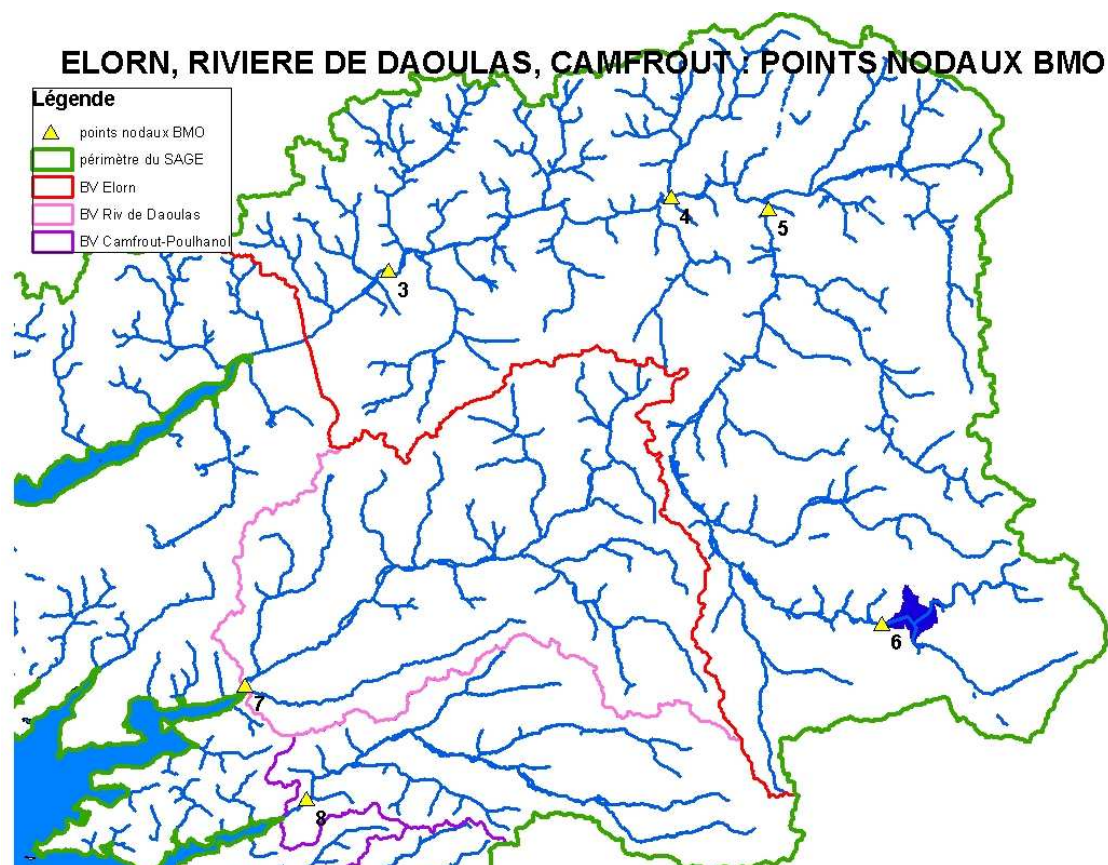 ELORN, RIVIERE DE DAOULAS, CAMFROUT : POINTS NODAUX BMO
Légende
points nodaux BMO
périmètre du SAGE
BV Elorn
BV Riv de Daoulas
BV Camfrout-Poulhanol
4
5
3
6
7
8